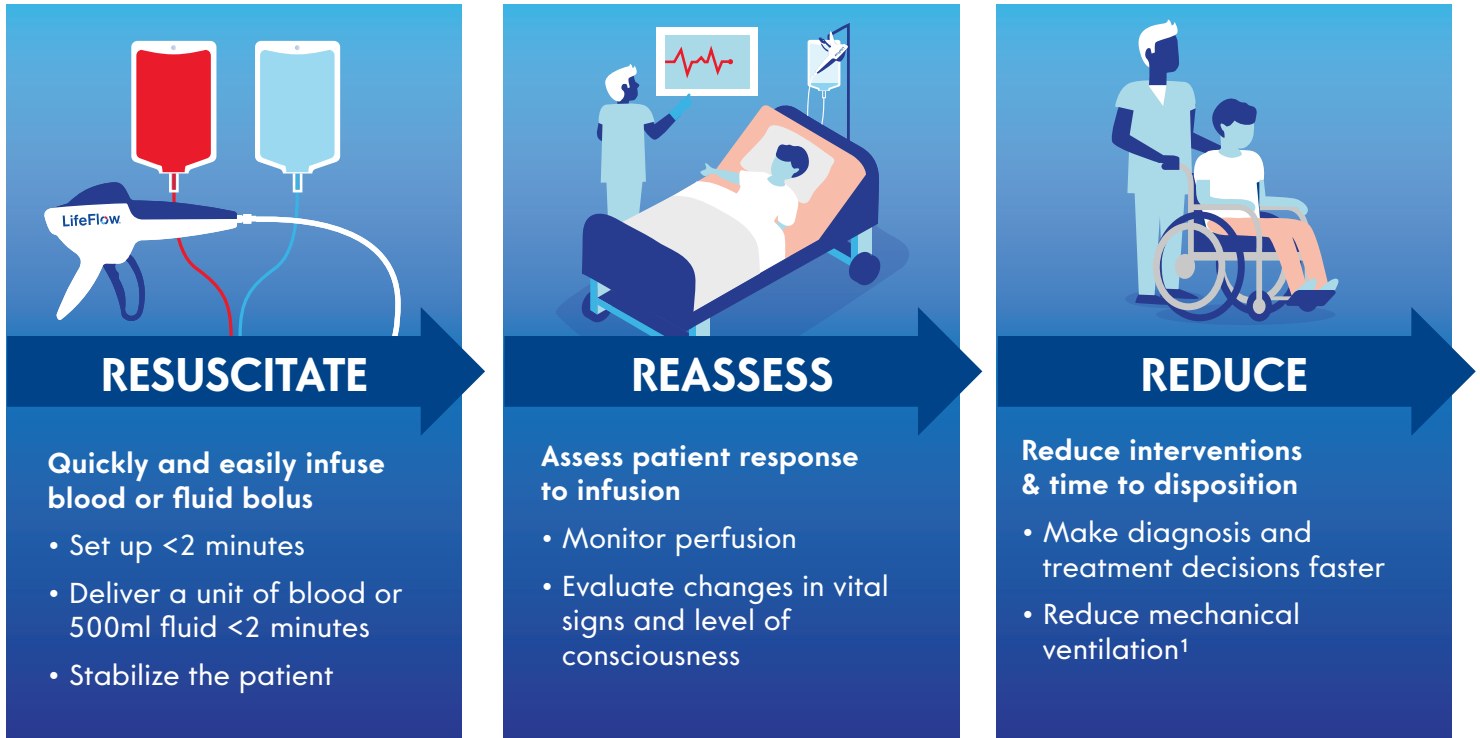 LifeFlow
RESUSCITATE
Quickly and easily infuse
blood or fluid bolus
• Set up <2 minutes
• Deliver a unit of blood or
500ml fluid <2 minutes
• Stabilize the patient
REASSESS
Assess patient response
to infusion
• Monitor perfusion
• Evaluate changes in vital
signs and level of
consciousness
REDUCE
Reduce interventions
& time to disposition
• Make diagnosis and
treatment decisions faster
• Reduce mechanical
ventilation¹